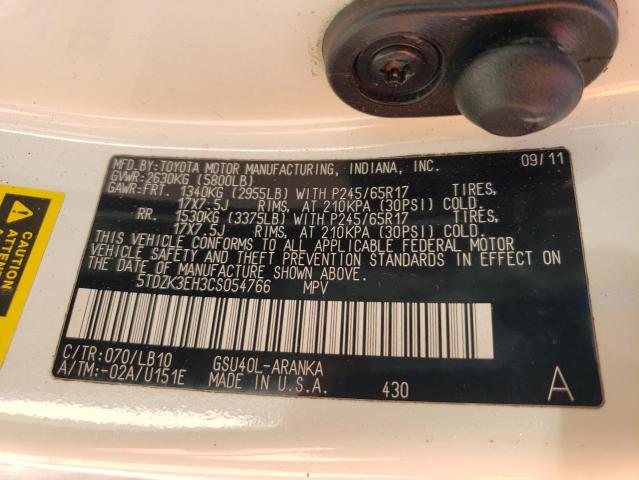 MFD.BY:TOYOTA MOTOR MANUFACTURING, INDIANA, INC. 09/11
GVWR:2630KG (5800LB)
GAWR:FRT. 1340KG (2955LB) WITH P245/65R17 TIRES,
17X7.5J RIMS, AT 210KPA (30PSI) COLD.
RR. 1530KG (3375LB) WITH P245/65R17 TIRES,
17X7.5J RIMS, AT 210KPA (30PSI) COLD.
THIS VEHICLE CONFORMS TO ALL APPLICABLE FEDERAL MOTOR
VEHICLE SAFETY AND THEFT PREVENTION STANDARDS IN EFFECT ON
THE DATE OF MANUFACTURE SHOWN ABOVE.
5TDZK3EH3CS054766 MPV
C/TR:070/LB10 GSU40L-ARANKA
A/TM:-02A/U151E MADE IN U.S.A. 430 A